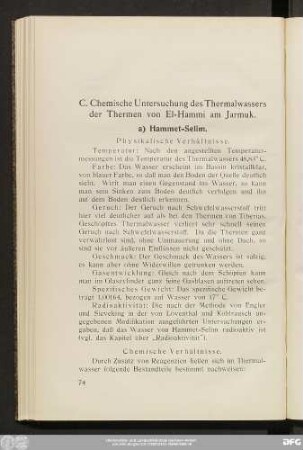 C. Chemische Untersuchung des Thermalwassers
der Thermen von El-Hammi am Jarmak.
a) Hammet-Selim.
Physikalische Verhältnisse.
Temperatur: Nach den angestellten Temperatur-
messungen ist die Temperatur des Thermalwassers C.
Farbe: Das Wasser erscheint im Bassin kristallklar,
von blauer Farbe, so daß man den Boden der Quelle deutlich
sieht. Wirft man einen Gegenstand ins Wasser, so kann
man sein Sinken zum Boden deutlich verfolgen und ihn
auf dem Boden deutlich erkennen.
Geruch: Der Geruch nach Schwefelwasserstoff tritt
hier viel deutlicher auf als bei den Thermen von Tiberias.
Geschöpftes Thermalwasser verliert sehr schnell seinen
Geruch nach Schwefelwasserstoff. Da die Thermen ganz
verwahrlost sind, ohne Ummauerung und ohne Dach, so
sind sie vor äußeren Einflüssen nicht geschützt.
Geschmack: Der Geschmack des Wassers ist salzig,
es kann aber ohne Widerwillen getrunken werden.
Gasentwicklung: Gleich nach dem Schöpfen kann
man im Glaszylinder ganz feine Gasblasen auftreten sehen.
Spezifisches Gewicht: Das spezifische Gewicht be-
trägt 1,00164, bezogen auf Wasser von 17° C.
Radioaktivität: Die nach der Methode von Engler
und Sieveking in der von Löwenthal und Kohlrausch an-
gegebenen Modifikation ausgeführten Untersuchungen er-
gaben, daß das Wasser von Hammet-Selim radioaktiv ist
(vgl. das Kapitel über „Radioaktivität").
Chemische Verhältnisse.
Durch Zusatz von Reagenzien ließen sich im Thermal-
wasser folgende Bestandteile bestimmt nachweisen:
74
DFG